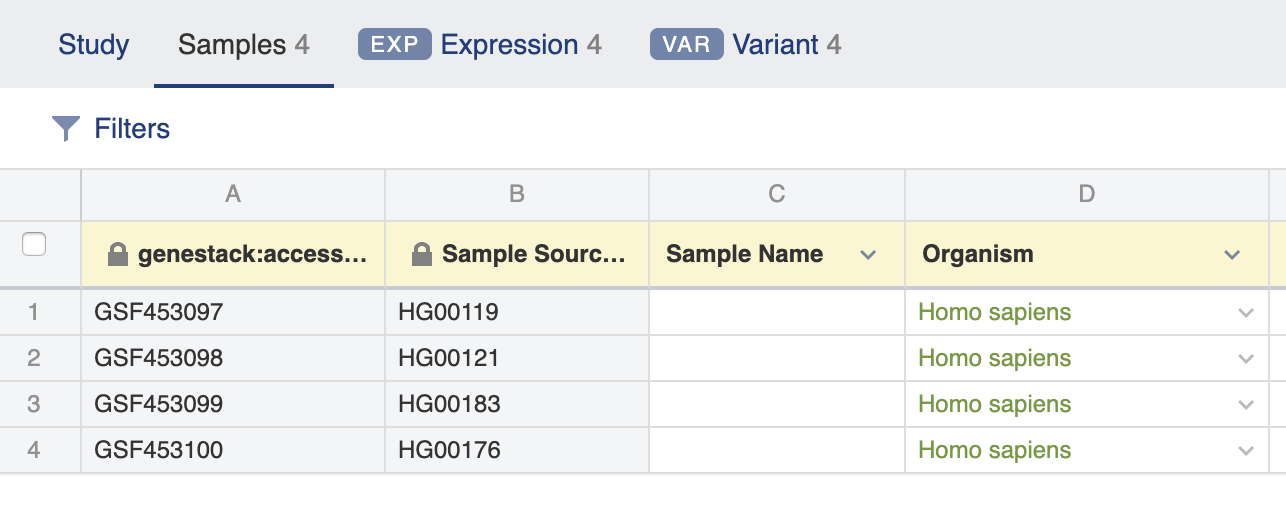 Study Samples 4 EXP Expression 4 VAR Variant 4
Filters
A B C D
genestack:access... Sample Sourc... Sample Name Organism
1 GSF453097 HG00119 Homo sapiens
2 GSF453098 HG00121 Homo sapiens
3 GSF453099 HG00183 Homo sapiens
4 GSF453100 HG00176 Homo sapiens